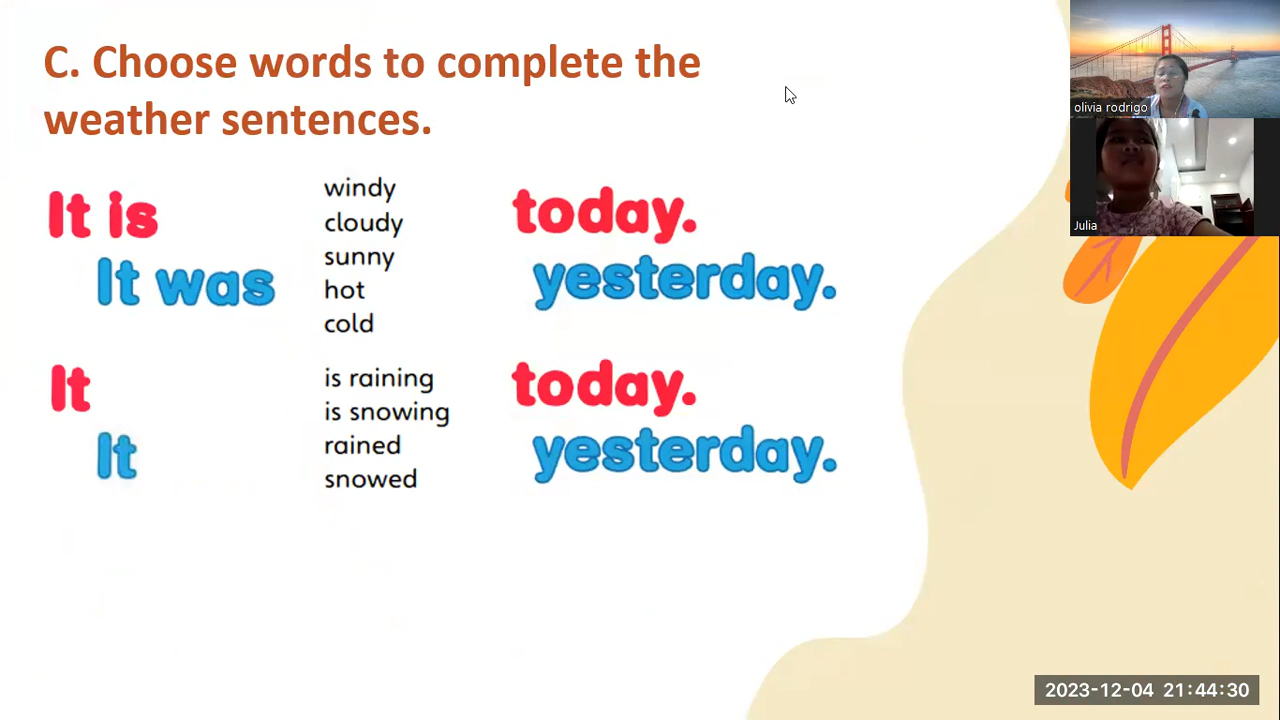 C. Choose words to complete the
weather sentences.
olivia rodrigo
Julia
It is
It was
windy
cloudy
sunny
hot
cold
today.
yesterday.
It
It
is raining
is snowing
rained
snowed
today.
yesterday.
2023-12-04 21:44:30